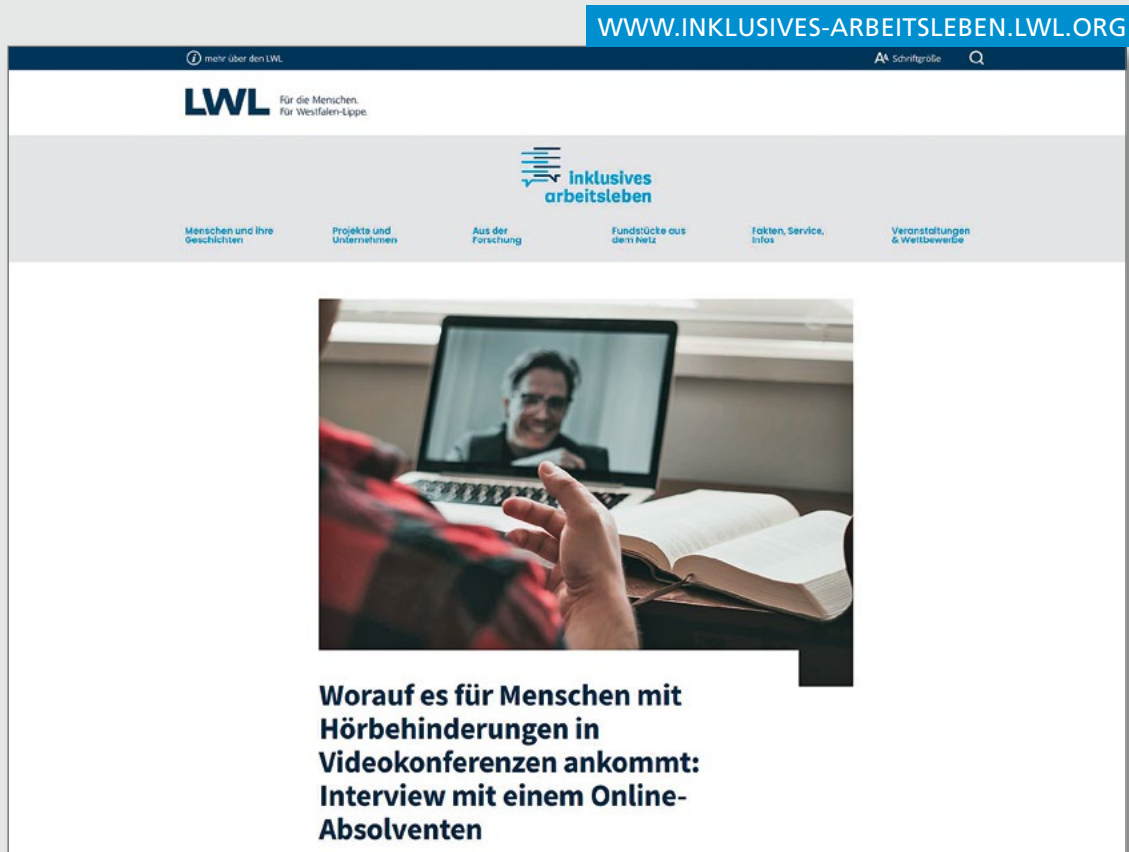 WWW.INKLUSIVES-ARBEITSLEBEN.LWL.ORG
mehr über den LWL
Schriftgröße
LWL
Für die Menschen.
Für Westfalen-Lippe.
inklusives
arbeitsleben
Menschen und ihre
Geschichten
Projekte und
Unternehmen
Aus der
Forschung
Fundstücke aus
dem Netz
Fakten, Service,
Infos
Veranstaltungen
& Wettbewerbe
Worauf es für Menschen mit
Hörbehinderungen in
Videokonferenzen ankommt:
Interview mit einem Online-
Absolventen